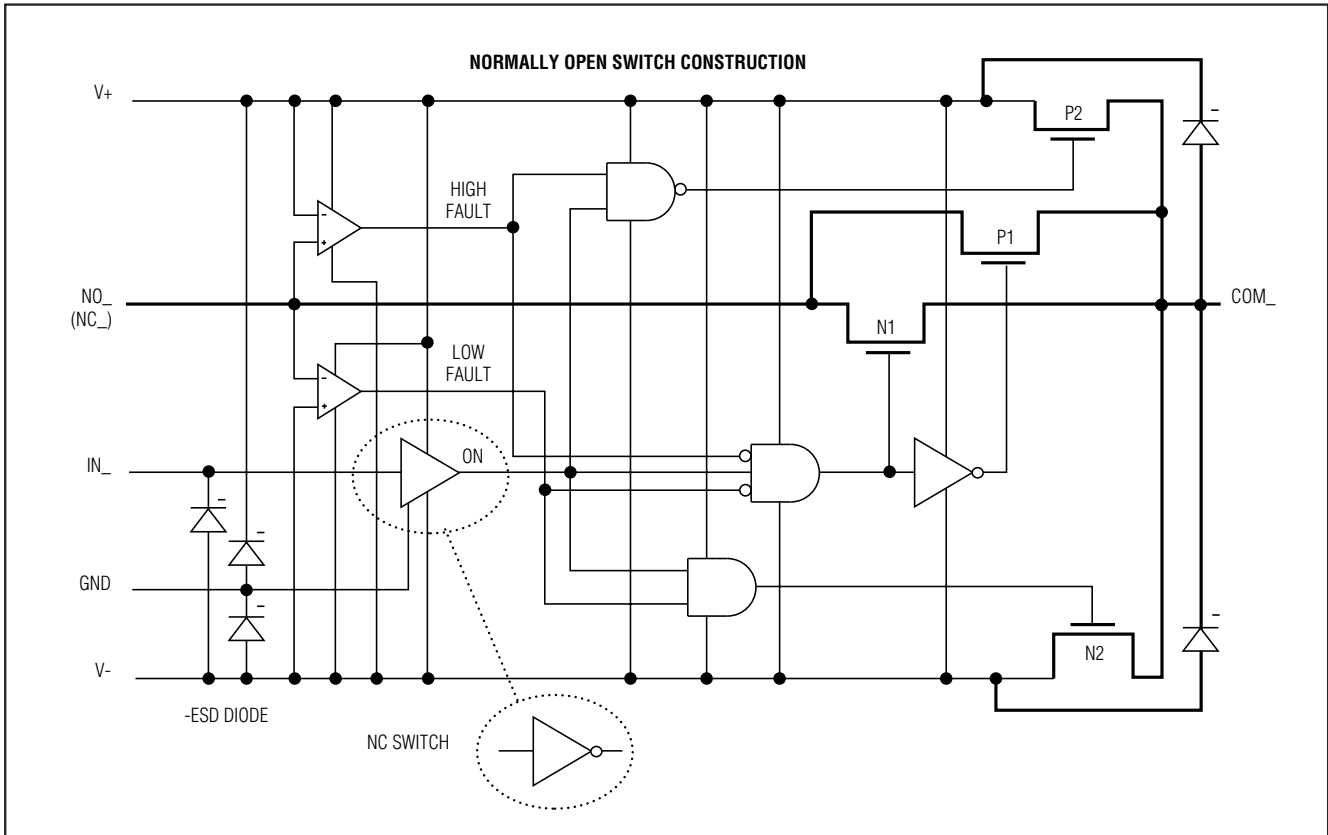 NORMALLY OPEN SWITCH CONSTRUCTION
V+
P2
HIGH
FAULT
P1
NO_
(NC_)
COM_
N1
LOW
FAULT
IN_
ON
GND
N2
V-
-ESD DIODE
NC SWITCH